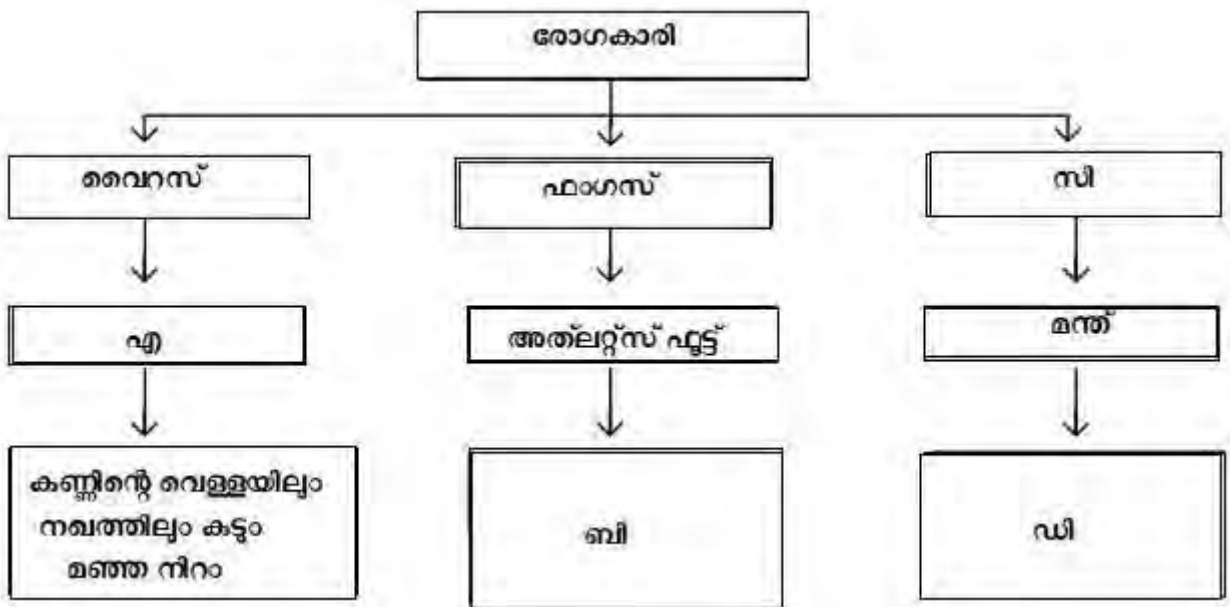 രോഗകാരി
വൈറസ്
ഫംഗസ്
സി
എ
അത്‌ലറ്റ്സ് ഫൂട്ട്
മന്ത്
കണ്ണിന്റെ വെള്ളയിലും
നഖത്തിലും കടും
മഞ്ഞ നിറം
ബി
ഡി